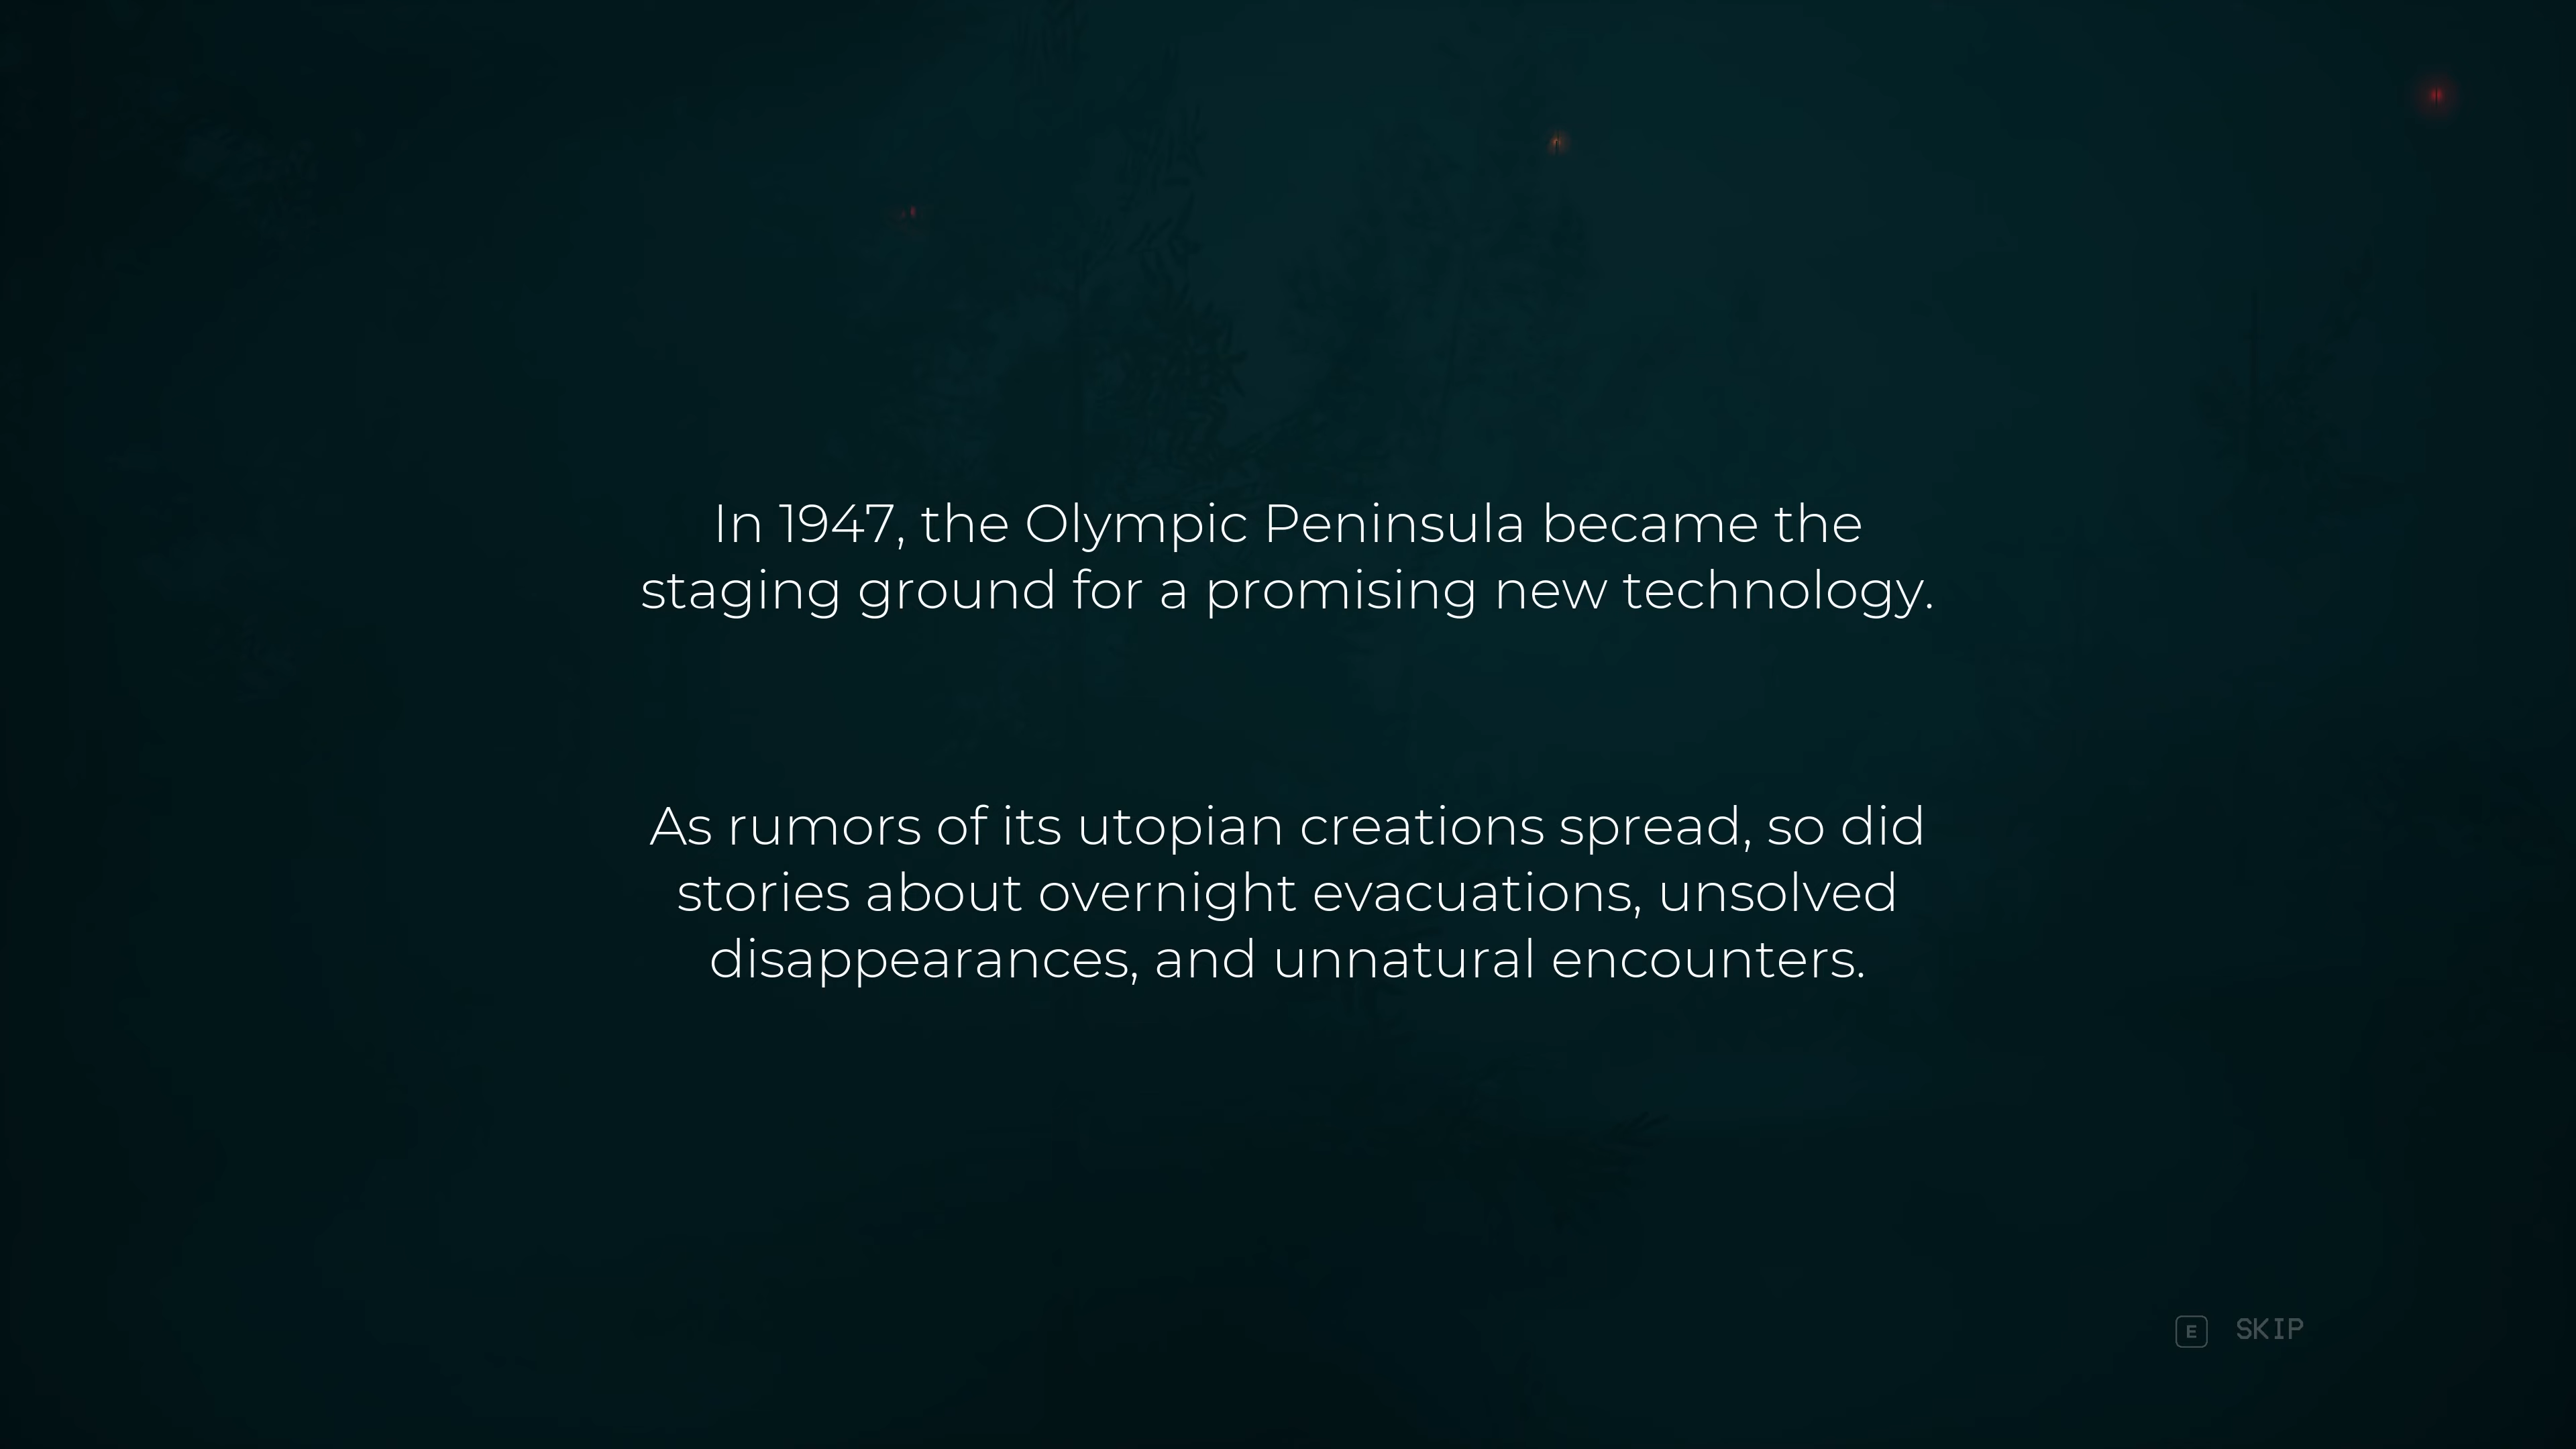 In 1947, the Olympic Peninsula became the
staging ground for a promising new technology.
As rumors of its utopian creations spread, so did
stories about overnight evacuations, unsolved
disappearances, and unnatural encounters.
E SKIP